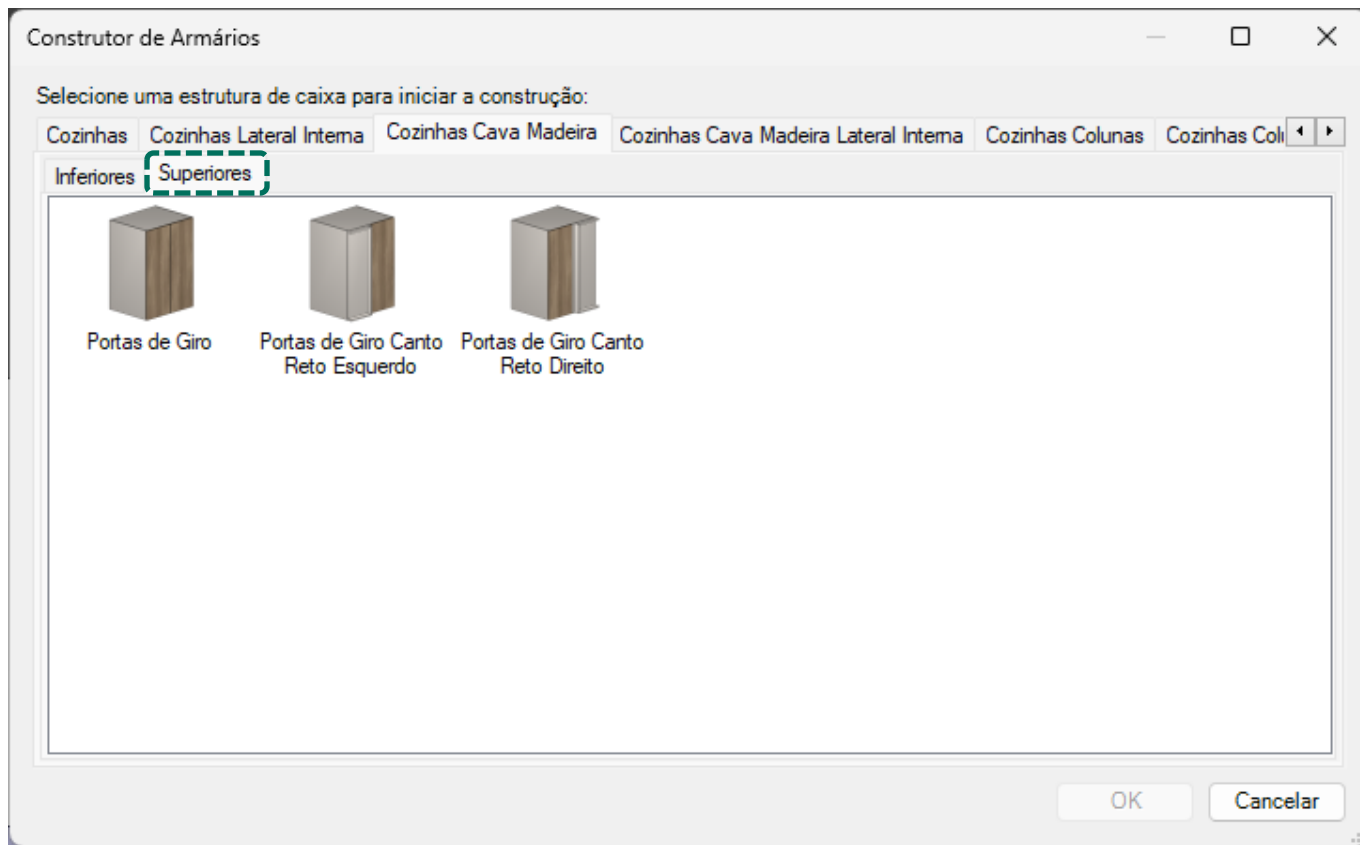 Construtor de Armários
Selecione uma estrutura de caixa para iniciar a construção:
Cozinhas Cozinhas Lateral Interna Cozinhas Cava Madeira Cozinhas Cava Madeira Lateral Interna Cozinhas Colunas Cozinhas
Inferiores Superiores
Portas de Giro
Portas de Giro Canto
Reto Esquerdo
Portas de Giro Canto
Reto Direito
OK Cancelar